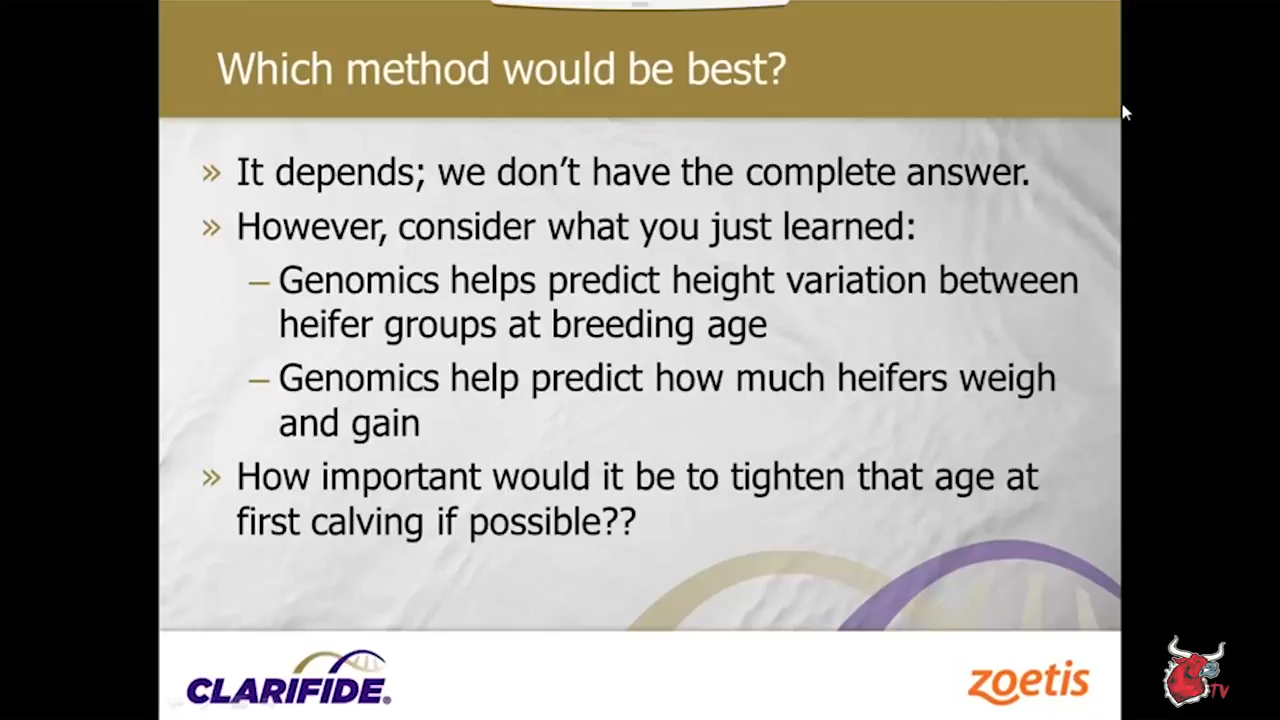 Which method would be best?
» It depends; we don’t have the complete answer.
» However, consider what you just learned:
– Genomics helps predict height variation between
heifer groups at breeding age
– Genomics help predict how much heifers weigh
and gain
» How important would it be to tighten that age at
first calving if possible??
CLARIFIDE®
zoetis
TV